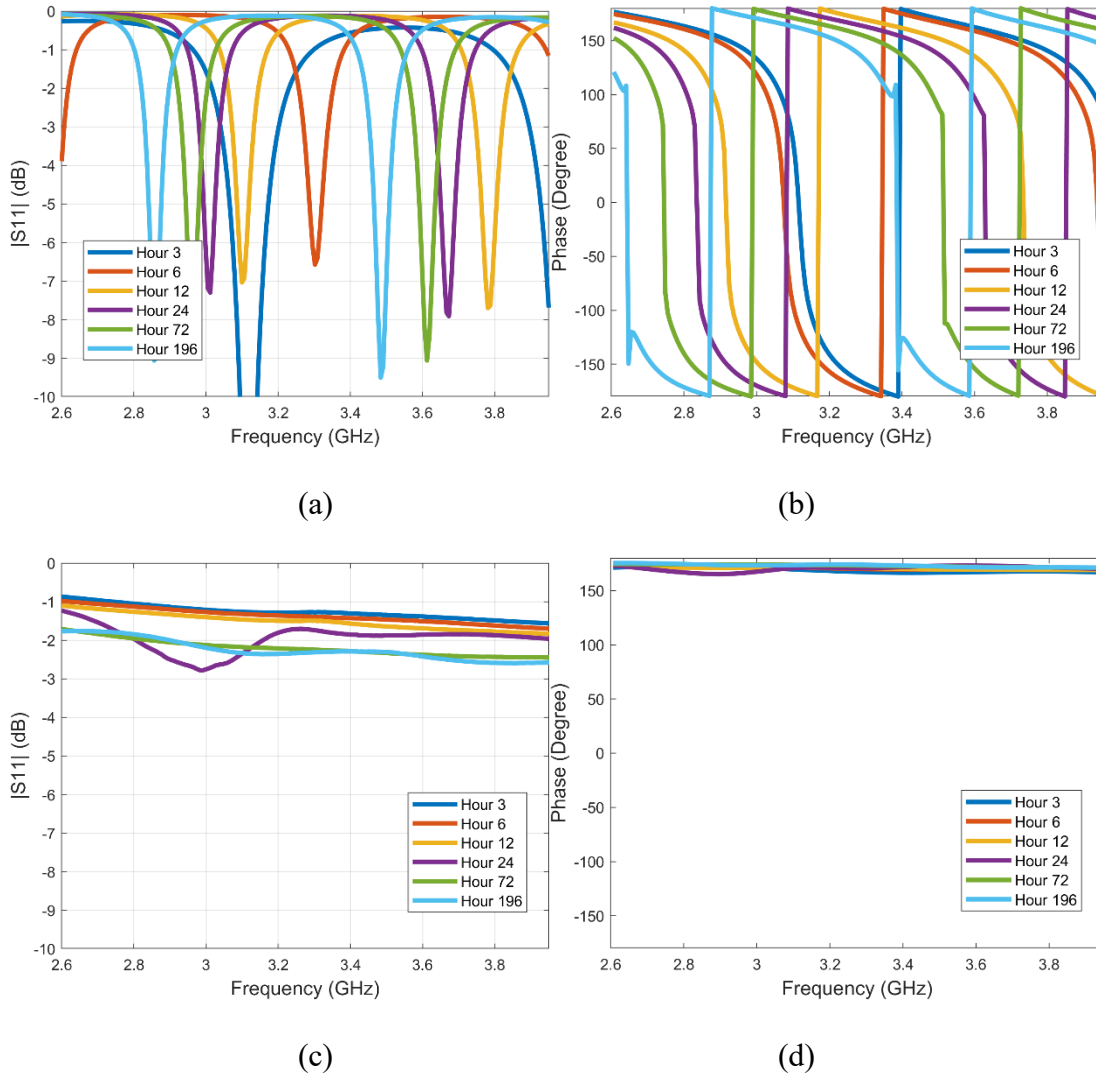 0
-1
-2
-3
-4
-5
-6
-7
-8
-9
-10
|S11| (dB)
Hour 3
Hour 6
Hour 12
Hour 24
Hour 72
Hour 196
2.6 2.8 3 3.2 3.4 3.6 3.8
Frequency (GHz)
(a)
150
100
50
0
-50
-100
-150
Phase (Degree)
Hour 3
Hour 6
Hour 12
Hour 24
Hour 72
Hour 196
2.6 2.8 3 3.2 3.4 3.6 3.8
Frequency (GHz)
(b)
0
-1
-2
-3
-4
-5
-6
-7
-8
-9
-10
|S11| (dB)
Hour 3
Hour 6
Hour 12
Hour 24
Hour 72
Hour 196
2.6 2.8 3 3.2 3.4 3.6 3.8
Frequency (GHz)
(c)
150
100
50
0
-50
-100
-150
Phase (Degree)
Hour 3
Hour 6
Hour 12
Hour 24
Hour 72
Hour 196
2.6 2.8 3 3.2 3.4 3.6 3.8
Frequency (GHz)
(d)